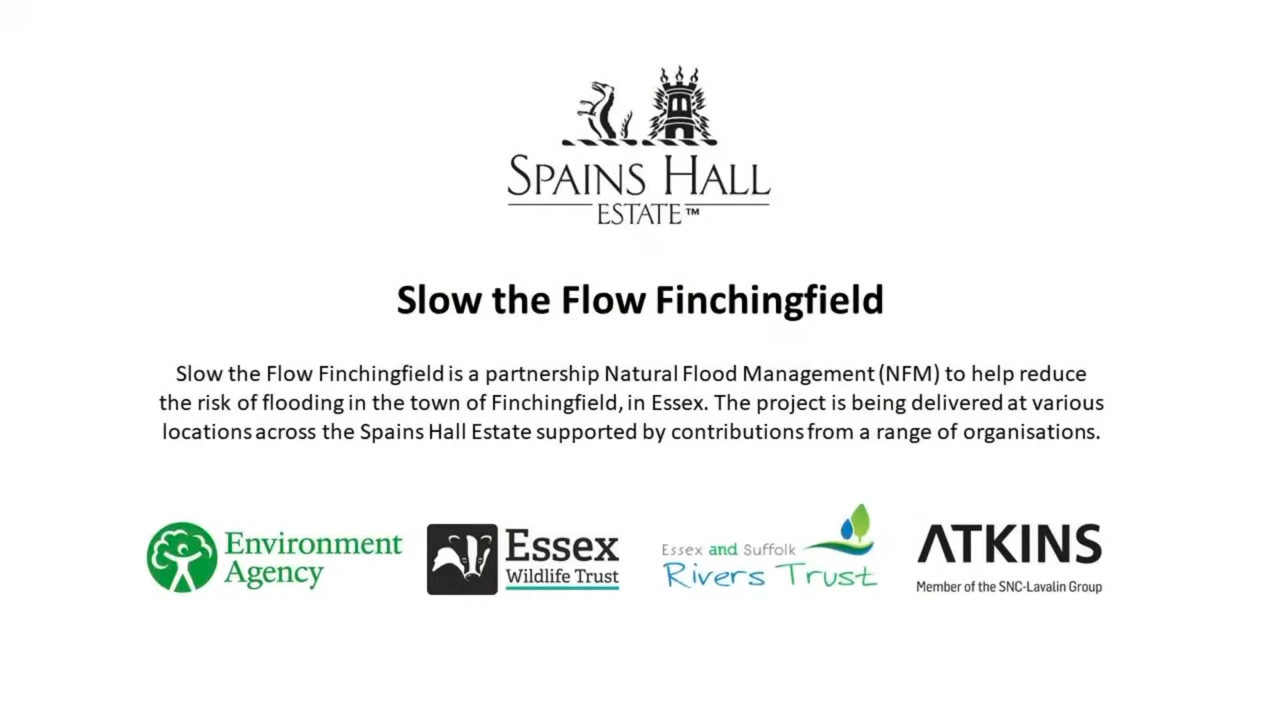 SPAINS HALL
ESTATE™
Slow the Flow Finchingfield
Slow the Flow Finchingfield is a partnership Natural Flood Management (NFM) to help reduce
the risk of flooding in the town of Finchingfield, in Essex. The project is being delivered at various
locations across the Spains Hall Estate supported by contributions from a range of organisations.
Environment
Agency
Essex
Wildlife Trust
Essex and Suffolk
Rivers Trust
ATKINS
Member of the SNC-Lavalin Group